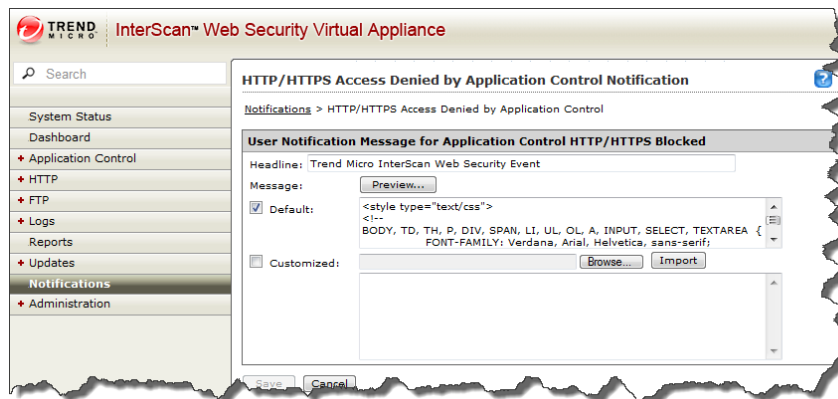 TREND MICRO InterScan™ Web Security Virtual Appliance
Search
System Status
Dashboard
+ Application Control
+ HTTP
+ FTP
+ Logs
Reports
+ Updates
Notifications
+ Administration
HTTP/HTTPS Access Denied by Application Control Notification
?
Notifications > HTTP/HTTPS Access Denied by Application Control
User Notification Message for Application Control HTTP/HTTPS Blocked
Headline: Trend Micro InterScan Web Security Event
Message: Preview...
Default: <style type="text/css">
<!--
BODY, TD, TH, P, DIV, SPAN, LI, UL, OL, A, INPUT, SELECT, TEXTAREA {
FONT-FAMILY: Verdana, Arial, Helvetica, sans-serif;
Customized: Browse... Import
Save Cancel